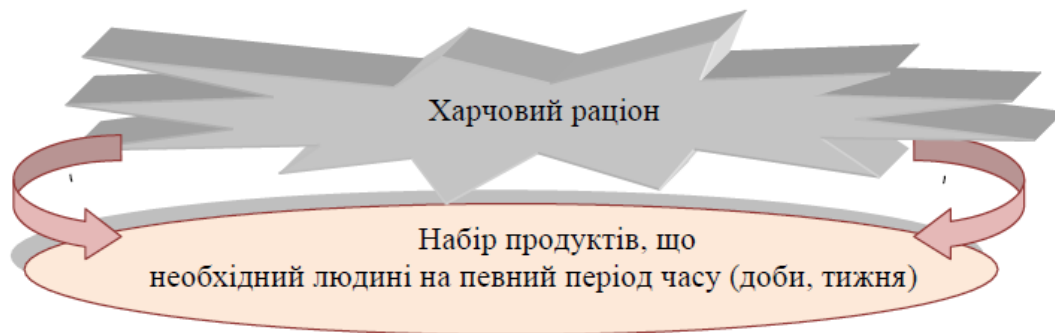 Харчовий раціон
Набір продуктів, що
необхідний людині на певний період часу (доби, тижня)